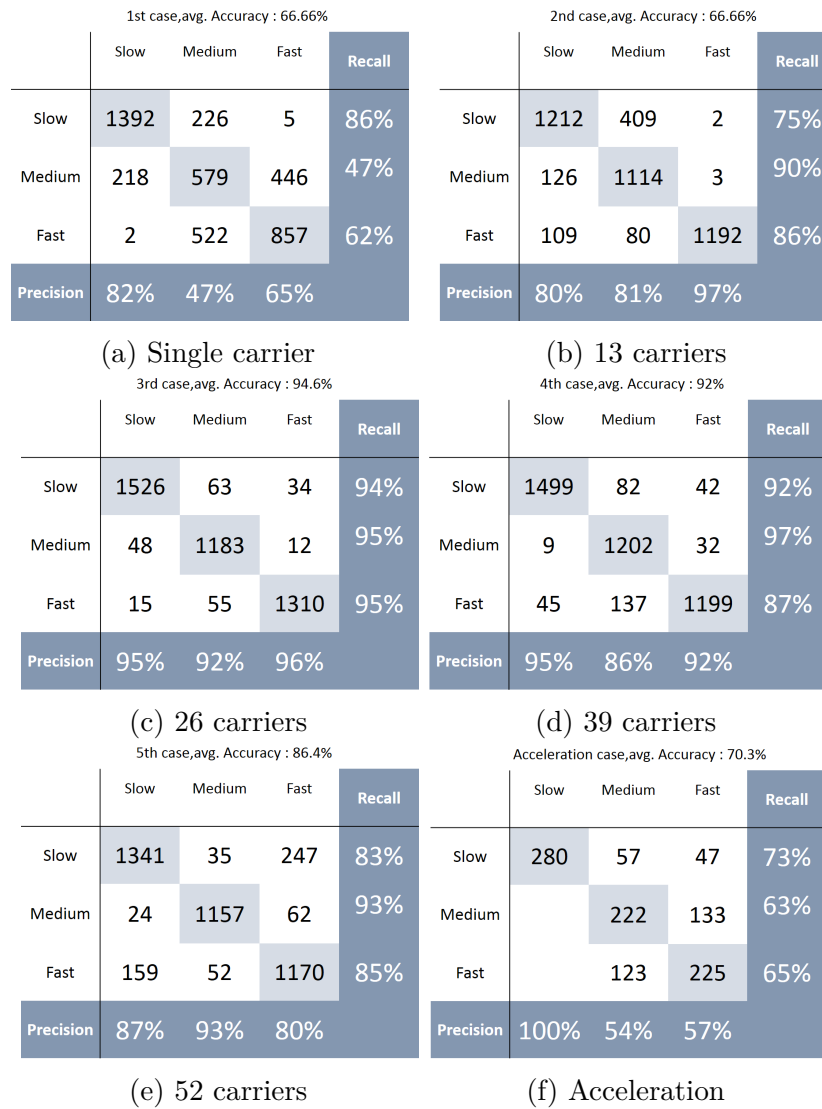 1st case,avg. Accuracy : 66.66%
Slow Medium Fast Recall
Slow 1392 226 5 86%
Medium 218 579 446 47%
Fast 2 522 857 62%
Precision 82% 47% 65%
(a) Single carrier
2nd case,avg. Accuracy : 66.66%
Slow Medium Fast Recall
Slow 1212 409 2 75%
Medium 126 1114 3 90%
Fast 109 80 1192 86%
Precision 80% 81% 97%
(b) 13 carriers
3rd case,avg. Accuracy : 94.6%
Slow Medium Fast Recall
Slow 1526 63 34 94%
Medium 48 1183 12 95%
Fast 15 55 1310 95%
Precision 95% 92% 96%
(c) 26 carriers
4th case,avg. Accuracy : 92%
Slow Medium Fast Recall
Slow 1499 82 42 92%
Medium 9 1202 32 97%
Fast 45 137 1199 87%
Precision 95% 86% 92%
(d) 39 carriers
5th case,avg. Accuracy : 86.4%
Slow Medium Fast Recall
Slow 1341 35 247 83%
Medium 24 1157 62 93%
Fast 159 52 1170 85%
Precision 87% 93% 80%
(e) 52 carriers
Acceleration case,avg. Accuracy : 70.3%
Slow Medium Fast Recall
Slow 280 57 47 73%
Medium 222 133 63%
Fast 123 225 65%
Precision 100% 54% 57%
(f) Acceleration